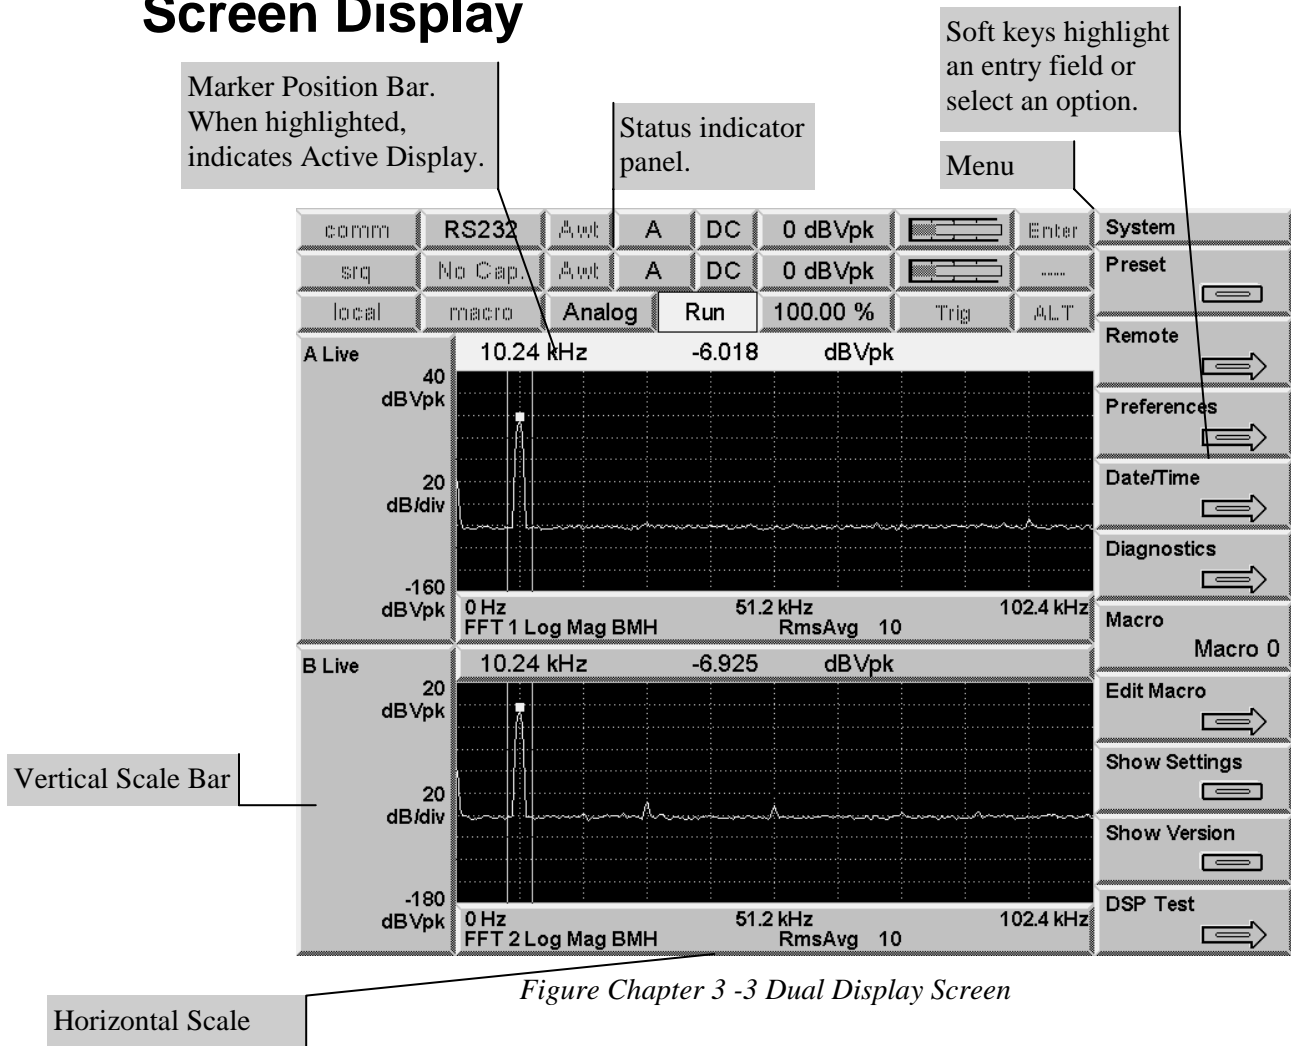 Screen Display
Marker Position Bar.
When highlighted,
indicates Active Display.
Status indicator
panel.
Soft keys highlight
an entry field or
select an option.
Menu
comm RS232 Awt A DC 0 dBVpk Enter
srq No Cap. Awt A DC 0 dBVpk -----
local macro Analog Run 100.00 % Trig ALT
System
Preset
Remote
Preferences
Date/Time
Diagnostics
Macro
Macro 0
Edit Macro
Show Settings
Show Version
DSP Test
A Live
10.24 kHz -6.018 dBVpk
40
dBVpk
20
dB/div
-160
dBVpk
0 Hz 51.2 kHz 102.4 kHz
FFT 1 Log Mag BMH RmsAvg 10
B Live
10.24 kHz -6.925 dBVpk
20
dBVpk
20
dB/div
-180
dBVpk
0 Hz 51.2 kHz 102.4 kHz
FFT 2 Log Mag BMH RmsAvg 10
Vertical Scale Bar
Figure Chapter 3 -3 Dual Display Screen
Horizontal Scale